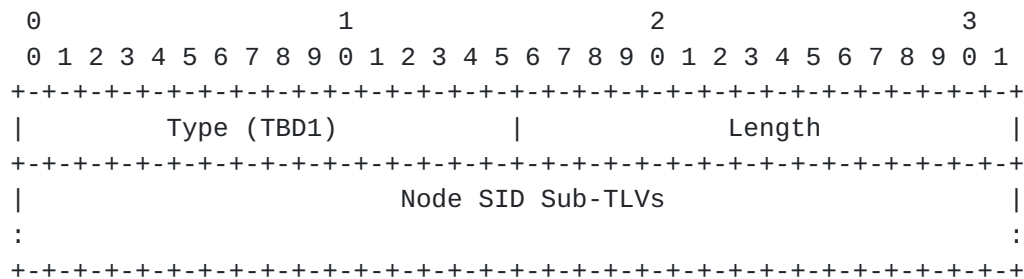 0                   1                   2                   3
 0 1 2 3 4 5 6 7 8 9 0 1 2 3 4 5 6 7 8 9 0 1 2 3 4 5 6 7 8 9 0 1
+-+-+-+-+-+-+-+-+-+-+-+-+-+-+-+-+-+-+-+-+-+-+-+-+-+-+-+-+-+-+-+-+
|         Type (TBD1)           |             Length            |
+-+-+-+-+-+-+-+-+-+-+-+-+-+-+-+-+-+-+-+-+-+-+-+-+-+-+-+-+-+-+-+-+
|                        Node SID Sub-TLVs                      |
:                                                               :
+-+-+-+-+-+-+-+-+-+-+-+-+-+-+-+-+-+-+-+-+-+-+-+-+-+-+-+-+-+-+-+-+